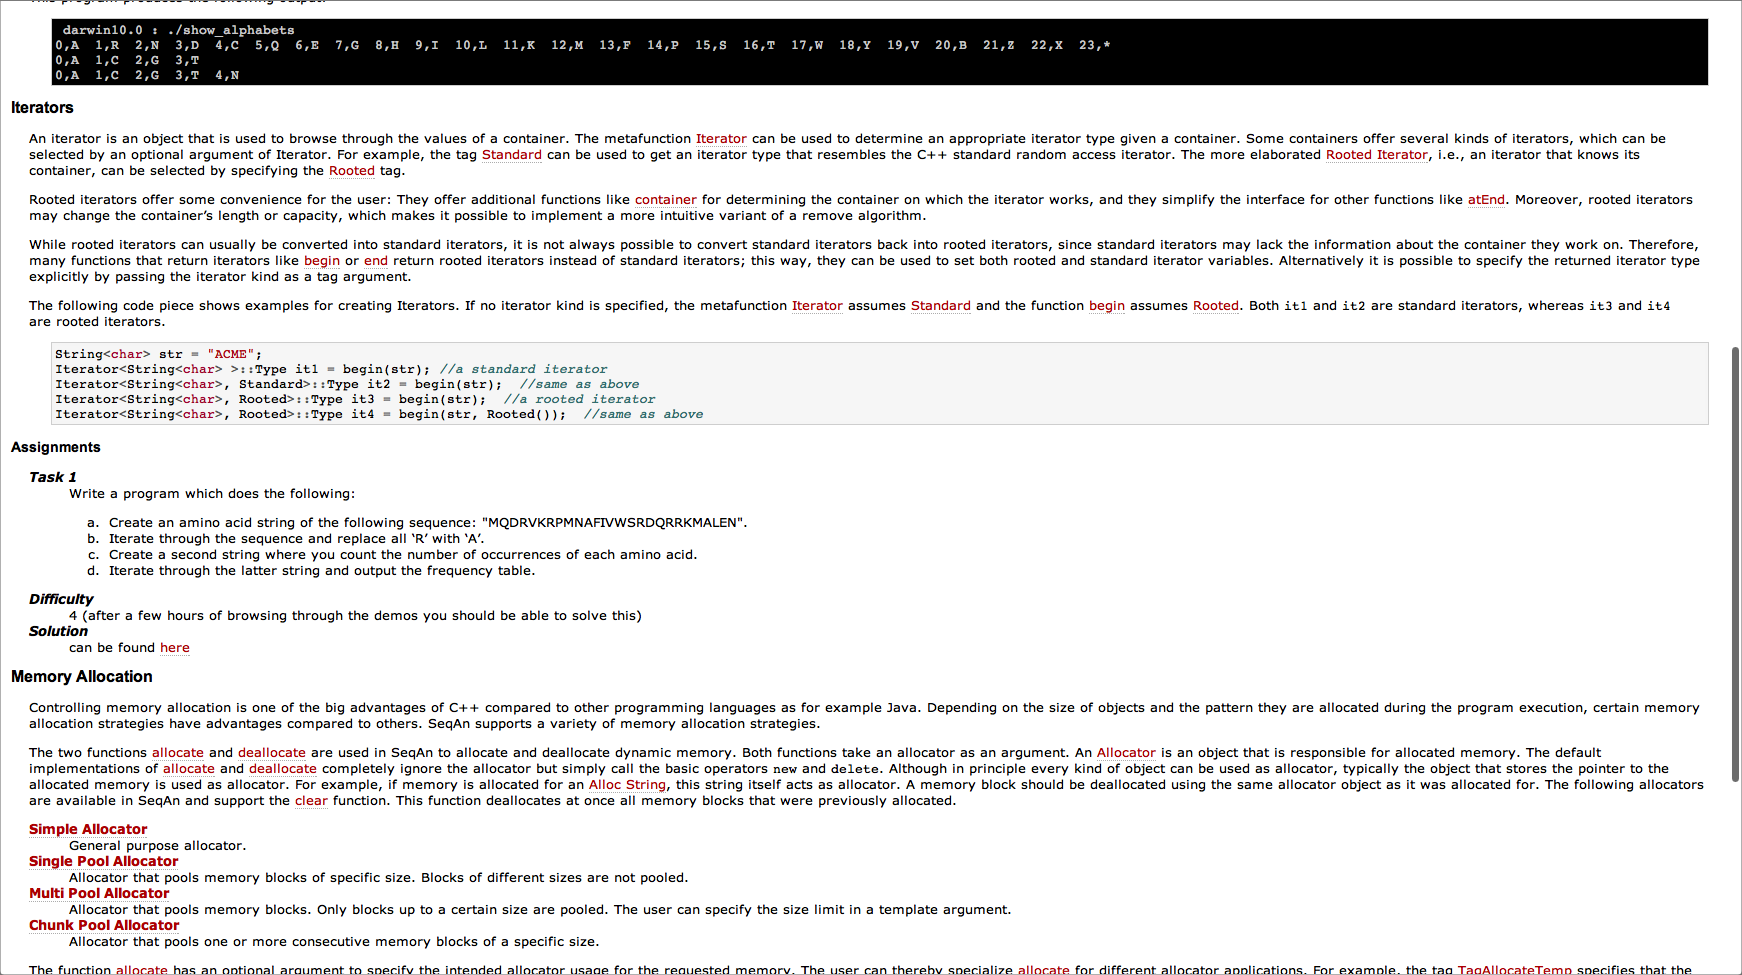 This program produces the following output:
darwin10.0 : ./show_alphabets
0,A  1,R  2,N  3,D  4,C  5,Q  6,E  7,G  8,H  9,I  10,L  11,K  12,M  13,F  14,P  15,S  16,T  17,W  18,Y  19,V  20,B  21,Z  22,X  23,*
0,A  1,C  2,G  3,T
0,A  1,C  2,G  3,T  4,N
Iterators
An iterator is an object that is used to browse through the values of a container. The metafunction Iterator can be used to determine an appropriate iterator type given a container. Some containers offer several kinds of iterators, which can be
selected by an optional argument of Iterator. For example, the tag Standard can be used to get an iterator type that resembles the C++ standard random access iterator. The more elaborated Rooted Iterator, i.e., an iterator that knows its
container, can be selected by specifying the Rooted tag.
Rooted iterators offer some convenience for the user: They offer additional functions like container for determining the container on which the iterator works, and they simplify the interface for other functions like atEnd. Moreover, rooted iterators
may change the container’s length or capacity, which makes it possible to implement a more intuitive variant of a remove algorithm.
While rooted iterators can usually be converted into standard iterators, it is not always possible to convert standard iterators back into rooted iterators, since standard iterators may lack the information about the container they work on. Therefore,
many functions that return iterators like begin or end return rooted iterators instead of standard iterators; this way, they can be used to set both rooted and standard iterator variables. Alternatively it is possible to specify the returned iterator type
explicitly by passing the iterator kind as a tag argument.
The following code piece shows examples for creating Iterators. If no iterator kind is specified, the metafunction Iterator assumes Standard and the function begin assumes Rooted. Both it1 and it2 are standard iterators, whereas it3 and it4
are rooted iterators.
String<char> str = "ACME";
Iterator<String<char> >::Type it1 = begin(str); //a standard iterator
Iterator<String<char>, Standard>::Type it2 = begin(str);  //same as above
Iterator<String<char>, Rooted>::Type it3 = begin(str);  //a rooted iterator
Iterator<String<char>, Rooted>::Type it4 = begin(str, Rooted());  //same as above
Assignments
Task 1
Write a program which does the following:
a. Create an amino acid string of the following sequence: "MQDRVKRPMNAFIVWSRDQRRKMALEN".
b. Iterate through the sequence and replace all ‘R’ with ‘A’.
c. Create a second string where you count the number of occurrences of each amino acid.
d. Iterate through the latter string and output the frequency table.
Difficulty
4 (after a few hours of browsing through the demos you should be able to solve this)
Solution
can be found here
Memory Allocation
Controlling memory allocation is one of the big advantages of C++ compared to other programming languages as for example Java. Depending on the size of objects and the pattern they are allocated during the program execution, certain memory
allocation strategies have advantages compared to others. SeqAn supports a variety of memory allocation strategies.
The two functions allocate and deallocate are used in SeqAn to allocate and deallocate dynamic memory. Both functions take an allocator as an argument. An Allocator is an object that is responsible for allocated memory. The default
implementations of allocate and deallocate completely ignore the allocator but simply call the basic operators new and delete. Although in principle every kind of object can be used as allocator, typically the object that stores the pointer to the
allocated memory is used as allocator. For example, if memory is allocated for an Alloc String, this string itself acts as allocator. A memory block should be deallocated using the same allocator object as it was allocated for. The following allocators
are available in SeqAn and support the clear function. This function deallocates at once all memory blocks that were previously allocated.
Simple Allocator
General purpose allocator.
Single Pool Allocator
Allocator that pools memory blocks of specific size. Blocks of different sizes are not pooled.
Multi Pool Allocator
Allocator that pools memory blocks. Only blocks up to a certain size are pooled. The user can specify the size limit in a template argument.
Chunk Pool Allocator
Allocator that pools one or more consecutive memory blocks of a specific size.
The function allocate has an optional argument to specify the intended allocator usage for the requested memory. The user can thereby specialize allocate for different allocator applications. For example, the tag TagAllocateTemp specifies that the